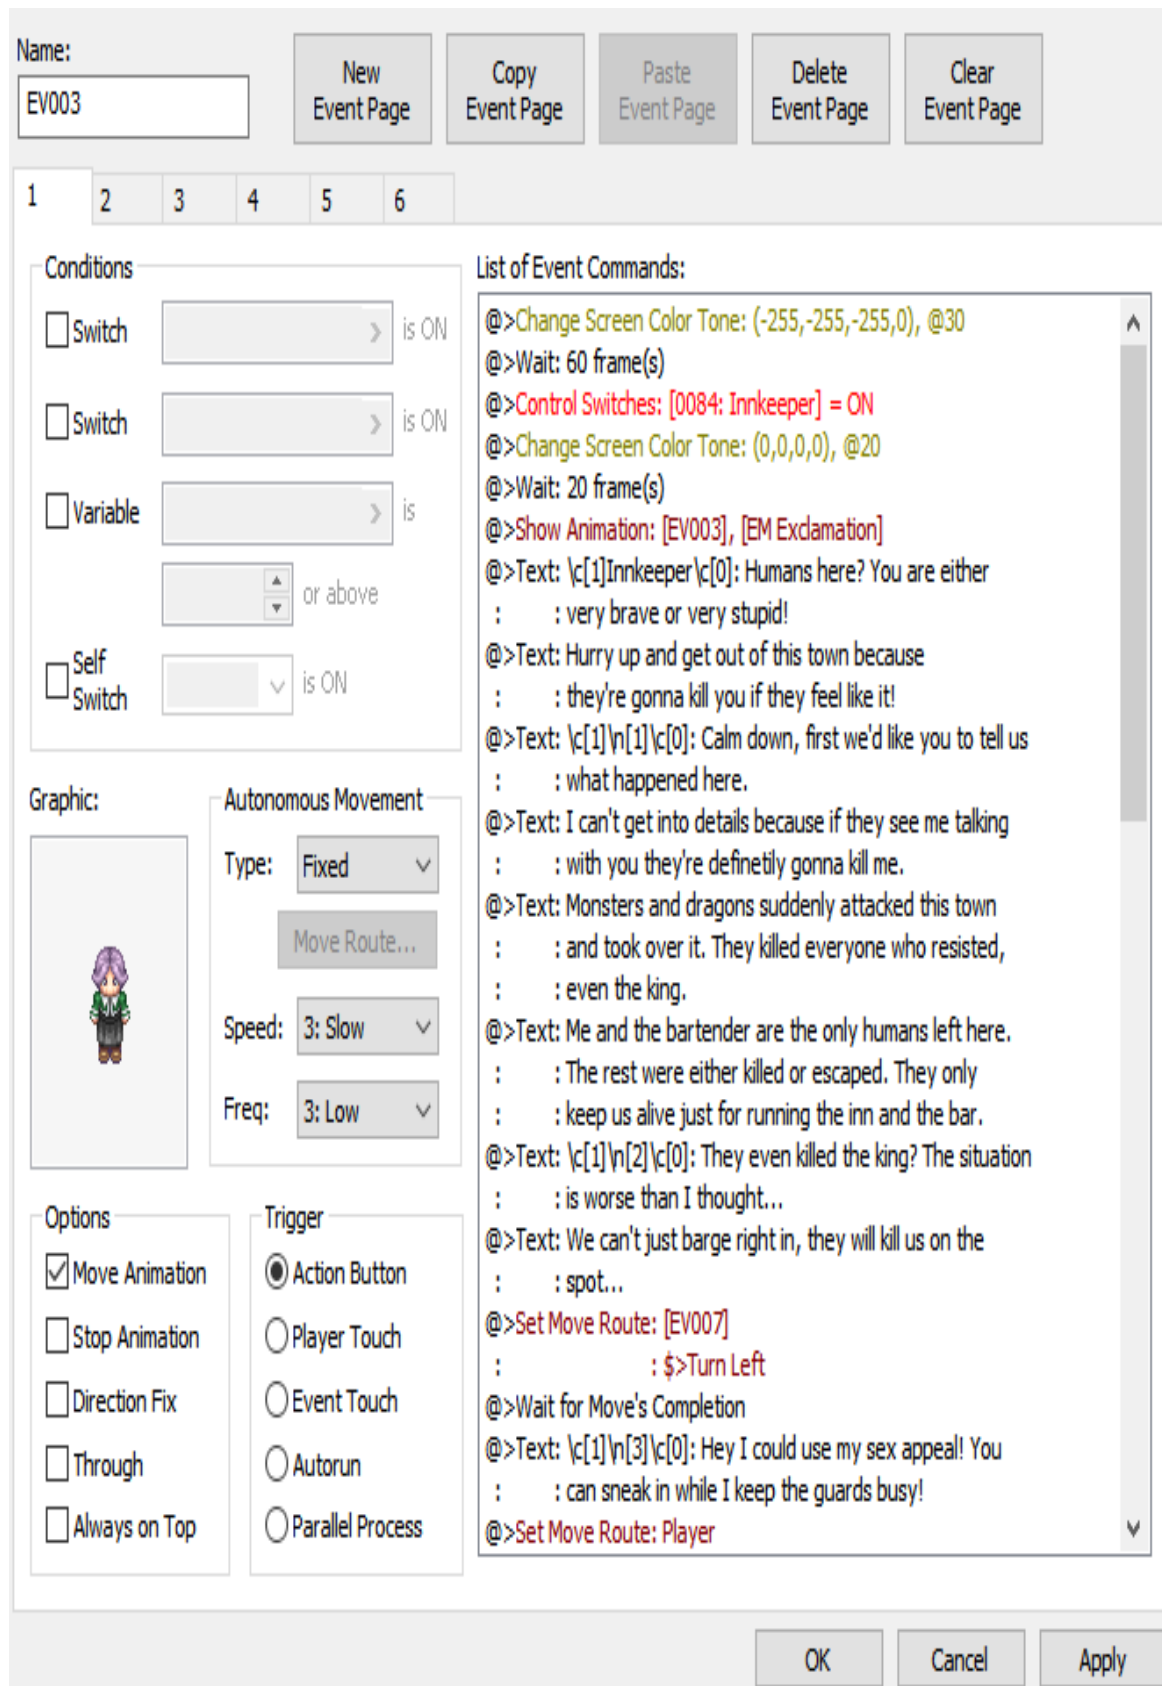 Name:
EV003
New
Event Page
Copy
Event Page
Paste
Event Page
Delete
Event Page
Clear
Event Page
1 2 3 4 5 6
Conditions
Switch is ON
Switch is ON
Variable is
or above
Self
Switch is ON
Graphic:
Autonomous Movement
Type: Fixed
Move Route...
Speed: 3: Slow
Freq: 3: Low
Options
Move Animation
Stop Animation
Direction Fix
Through
Always on Top
Trigger
Action Button
Player Touch
Event Touch
Autorun
Parallel Process
List of Event Commands:
@>Change Screen Color Tone: (-255,-255,-255,0), @30
@>Wait: 60 frame(s)
@>Control Switches: [0084: Innkeeper] = ON
@>Change Screen Color Tone: (0,0,0,0), @20
@>Wait: 20 frame(s)
@>Show Animation: [EV003], [EM Exclamation]
@>Text: \c[1]Innkeeper\c[0]: Humans here? You are either
: : very brave or very stupid!
@>Text: Hurry up and get out of this town because
: : they're gonna kill you if they feel like it!
@>Text: \c[1]\n[1]\c[0]: Calm down, first we'd like you to tell us
: : what happened here.
@>Text: I can't get into details because if they see me talking
: : with you they're definetily gonna kill me.
@>Text: Monsters and dragons suddenly attacked this town
: : and took over it. They killed everyone who resisted,
: : even the king.
@>Text: Me and the bartender are the only humans left here.
: : The rest were either killed or escaped. They only
: : keep us alive just for running the inn and the bar.
@>Text: \c[1]\n[2]\c[0]: They even killed the king? The situation
: : is worse than I thought...
@>Text: We can't just barge right in, they will kill us on the
: : spot...
@>Set Move Route: [EV007]
: : $>Turn Left
@>Wait for Move's Completion
@>Text: \c[1]\n[3]\c[0]: Hey I could use my sex appeal! You
: : can sneak in while I keep the guards busy!
@>Set Move Route: Player
OK
Cancel
Apply